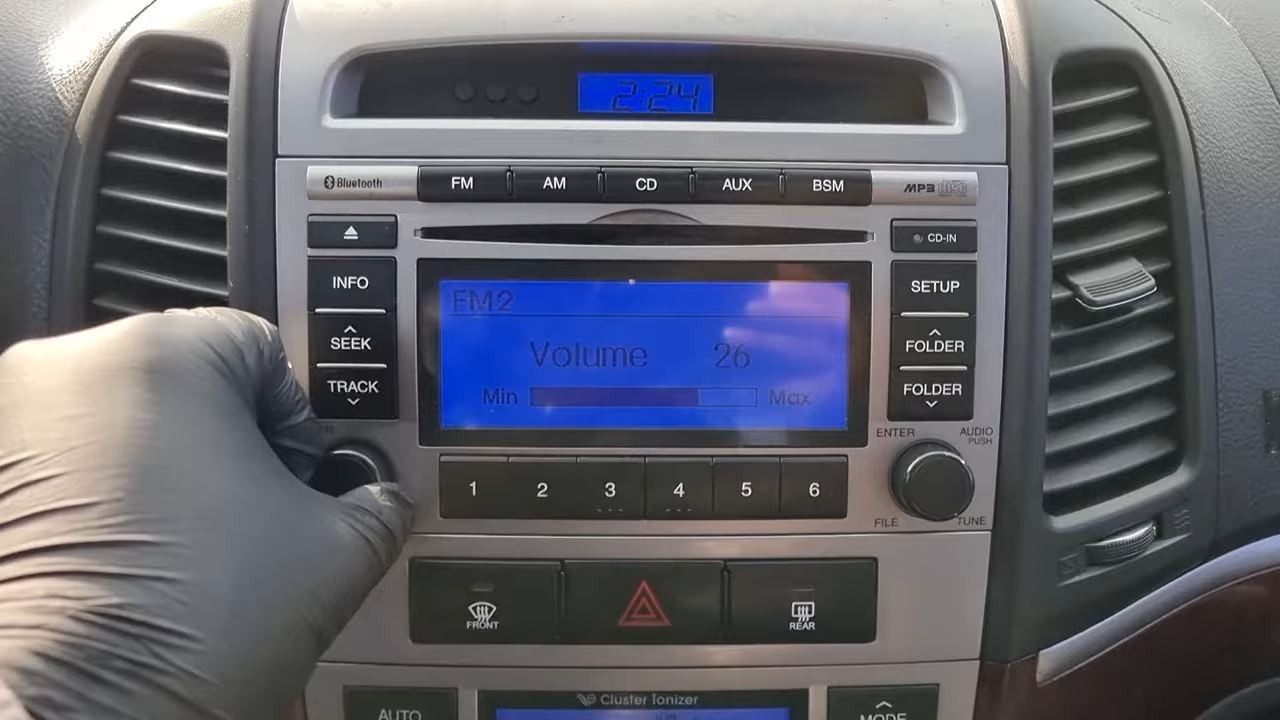 2:24
Bluetooth
FM
AM
CD
AUX
BSM
MP3
CD-IN
INFO
SEEK
TRACK
FM2
Volume 26
Min
Max
SETUP
FOLDER
FOLDER
ENTER
AUDIO
PUSH
FILE
TUNE
1
2
3
4
5
6
FRONT
REAR
Cluster Ionizer
AUTO
MODE